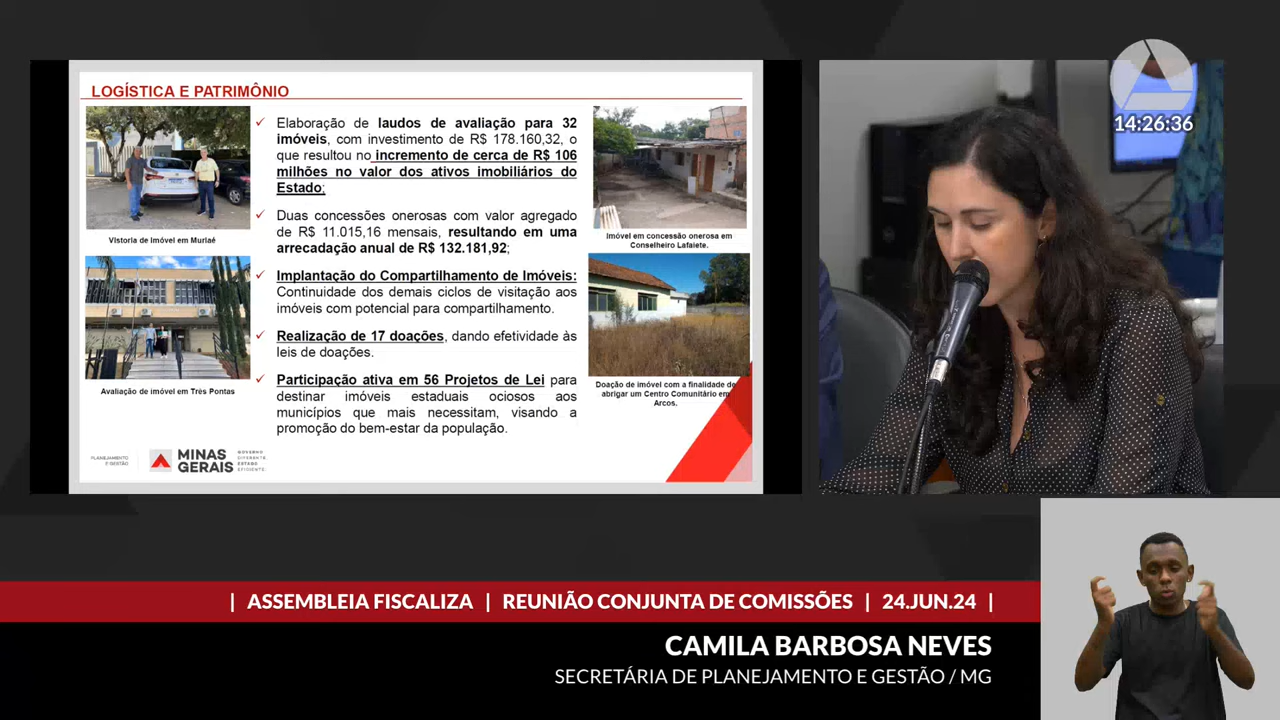 LOGÍSTICA E PATRIMÔNIO
Vistoria de Imóvel em Muriaé
Avaliação de imóvel em Três Pontas
✓ Elaboração de laudos de avaliação para 32
imóveis, com investimento de R$ 178.160,32, o
que resultou no incremento de cerca de R$ 106
milhões no valor dos ativos imobiliários do
Estado;
✓ Duas concessões onerosas com valor agregado
de R$ 11.015,16 mensais, resultando em uma
arrecadação anual de R$ 132.181,92;
✓ Implantação do Compartilhamento de Imóveis:
Continuidade dos demais ciclos de visitação aos
imóveis com potencial para compartilhamento.
✓ Realização de 17 doações, dando efetividade às
leis de doações.
✓ Participação ativa em 56 Projetos de Lei para
destinar imóveis estaduais ociosos aos
municípios que mais necessitam, visando a
promoção do bem-estar da população.
Imóvel em concessão onerosa em
Conselheiro Lafaiete.
Doação de imóvel com a finalidade de
abrigar um Centro Comunitário em
Arcos.
PLANEJAMENTO
E GESTÃO
MINAS
GERAIS
GOVERNO
DIFERENTE.
ESTADO
EFICIENTE.
14:26:36
| ASSEMBLEIA FISCALIZA | REUNIÃO CONJUNTA DE COMISSÕES | 24.JUN.24 |
CAMILA BARBOSA NEVES
SECRETÁRIA DE PLANEJAMENTO E GESTÃO / MG